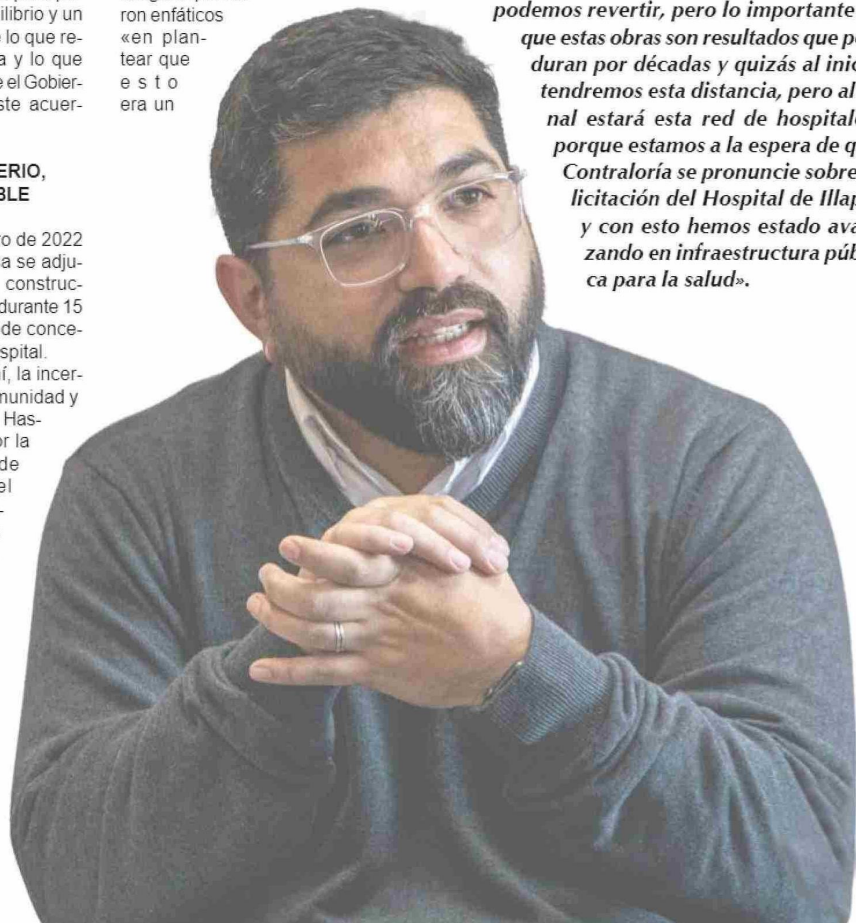 ilibrio y un
e lo que re-
a y lo que
e el Gobier-
ste acuer-
ERIO,
BLE
o de 2022
a se adju-
construc-
durante 15
de conce-
spital.
í, la incer-
munidad y
Has-
or la
de
el
-
ron enfáticos
«en plan-
tear que
e s t o
era un
podemos revertir, pero lo importante
que estas obras son resultados que pe
duran por décadas y quizás al inic
tendremos esta distancia, pero al
nal estará esta red de hospitale
porque estamos a la espera de q
Contraloría se pronuncie sobre
licitación del Hospital de Illap
y con esto hemos estado ava
zando en infraestructura púb
ca para la salud».